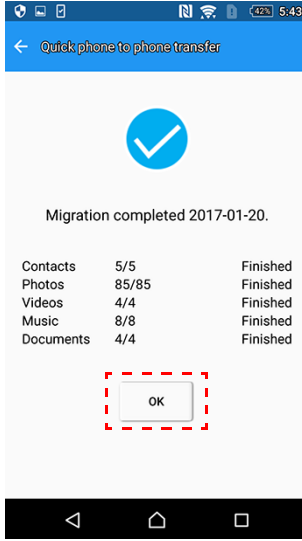 42% 5:43
Quick phone to phone transfer
Migration completed 2017-01-20.
Contacts 5/5 Finished
Photos 85/85 Finished
Videos 4/4 Finished
Music 8/8 Finished
Documents 4/4 Finished
OK